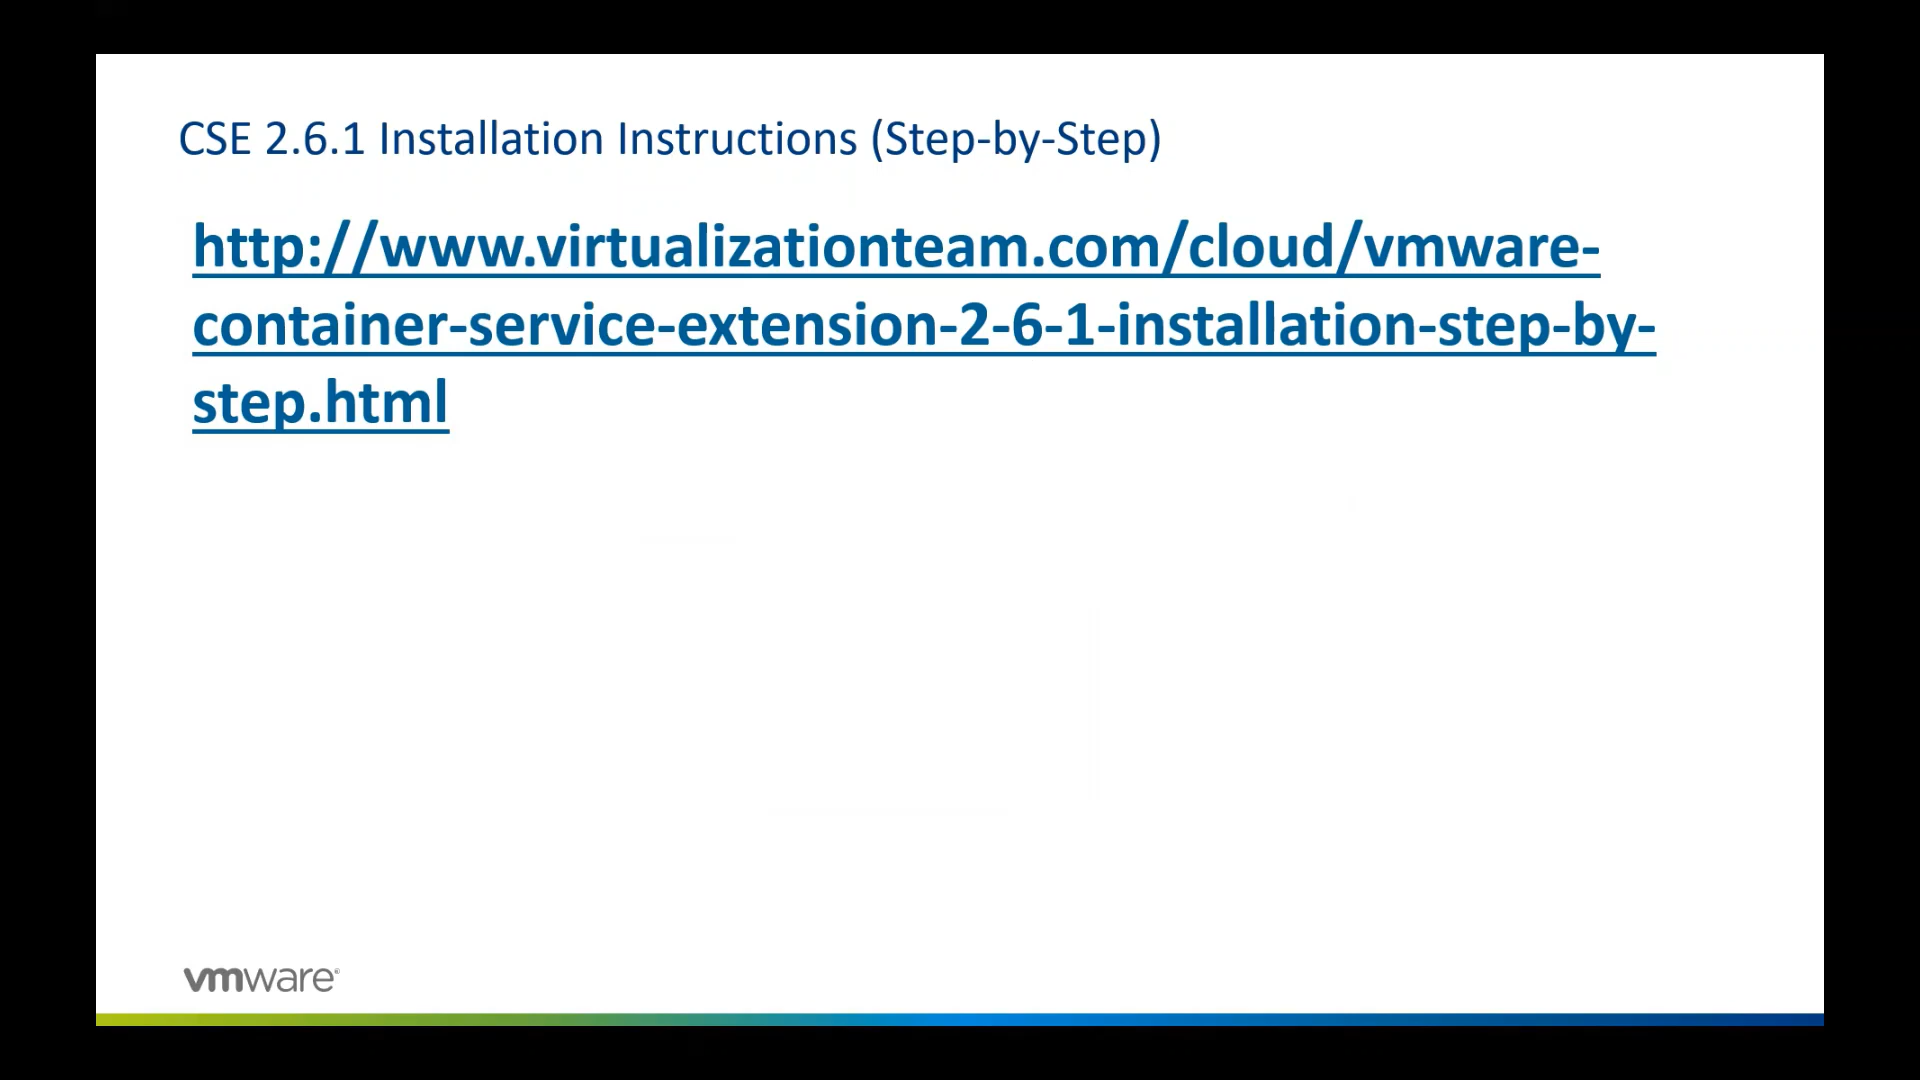 CSE 2.6.1 Installation Instructions (Step-by-Step)
http://www.virtualizationteam.com/cloud/vmware-
container-service-extension-2-6-1-installation-step-by-
step.html
vmware®